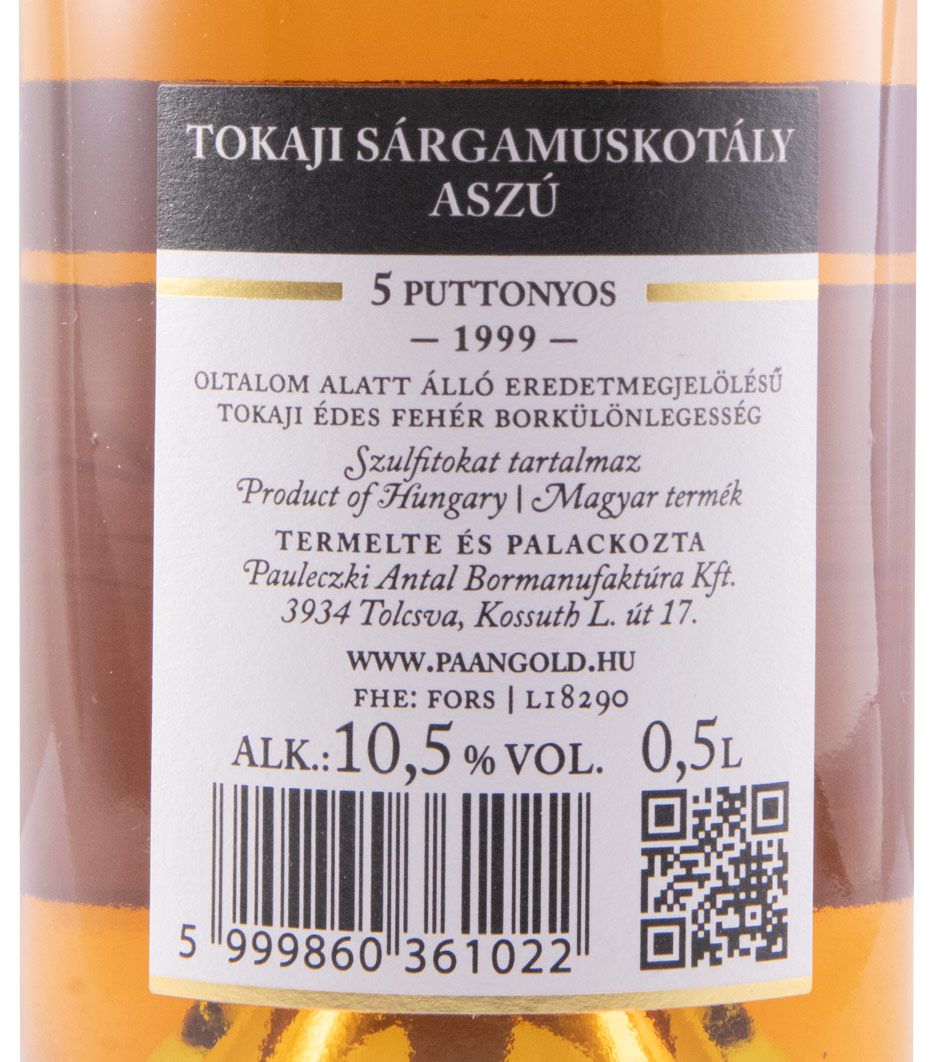 TOKAJI SÁRGAMUSKOTÁLY
ASZÚ
5 PUTTONYOS
– 1999 –
OLTALOM ALATT ÁLLÓ EREDETMEGJELÖLÉSŰ
TOKAJI ÉDES FEHÉR BORKÜLÖNLEGESSÉG
Szulfitokat tartalmaz
Product of Hungary | Magyar termék
TERMELTE ÉS PALACKOZTA
Pauleczki Antal Bormanufaktúra Kft.
3934 Tolcsva, Kossuth L. út 17.
WWW.PAANGOLD.HU
FHE: FORS | L18290
ALK.: 10,5 % VOL. 0,5L
5 999860 361022